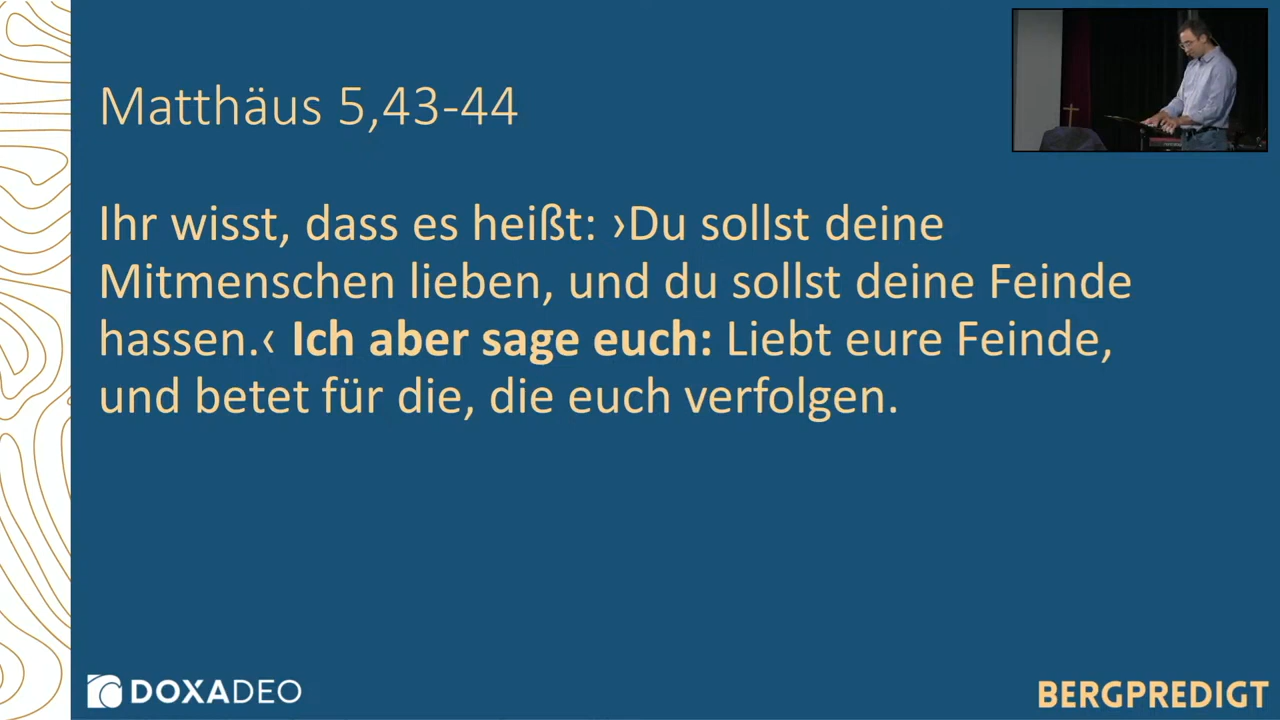 Matthäus 5,43-44
Ihr wisst, dass es heißt: ›Du sollst deine
Mitmenschen lieben, und du sollst deine Feinde
hassen.‹ Ich aber sage euch: Liebt eure Feinde,
und betet für die, die euch verfolgen.
DOXADEO
BERGPREDIGT